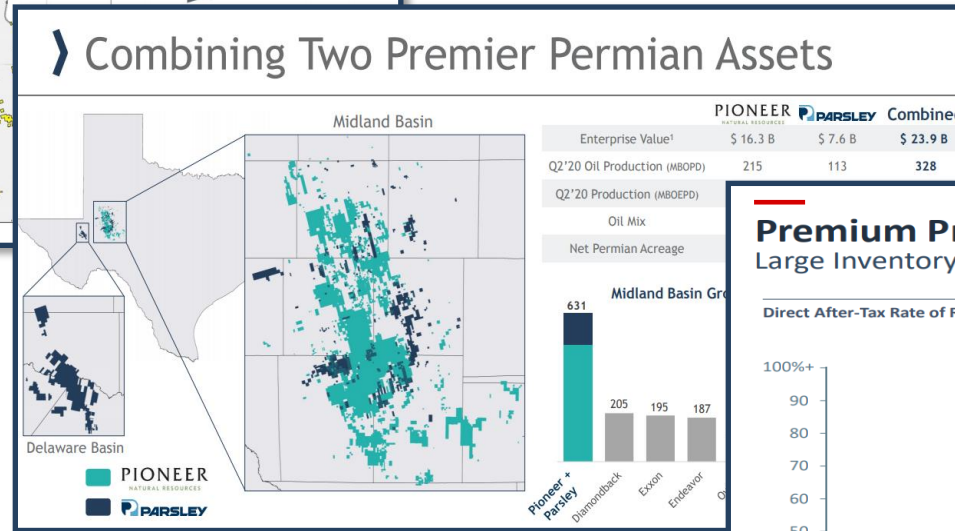 Combining Two Premier Permian Assets
Midland Basin
Delaware Basin
PIONEER
NATURAL RESOURCES
PARSLEY
PIONEER PARSLEY Combined
NATURAL RESOURCES
Enterprise Value¹ $ 16.3 B $ 7.6 B $ 23.9 B
Q2'20 Oil Production (MBOPD) 215 113 328
Q2'20 Production (MBOEPD)
Oil Mix
Net Permian Acreage
Midland Basin Gro
631
205
195
187
Pioneer + Parsley
Diamondback
Exxon
Endeavor
Premium Pr
Large Inventory
Direct After-Tax Rate of R
100%+
90
80
70
60
50